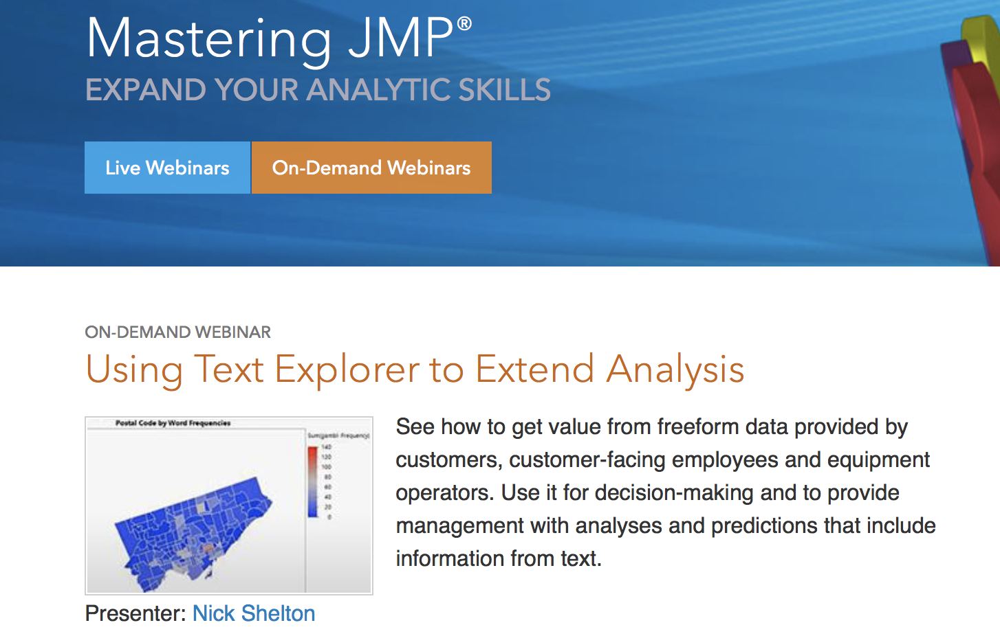 Mastering JMP®
EXPAND YOUR ANALYTIC SKILLS
Live Webinars
On-Demand Webinars
ON-DEMAND WEBINAR
Using Text Explorer to Extend Analysis
Postal Code by Word Frequencies
140
120
100
80
60
40
20
0
See how to get value from freeform data provided by
customers, customer-facing employees and equipment
operators. Use it for decision-making and to provide
management with analyses and predictions that include
information from text.
Presenter: Nick Shelton